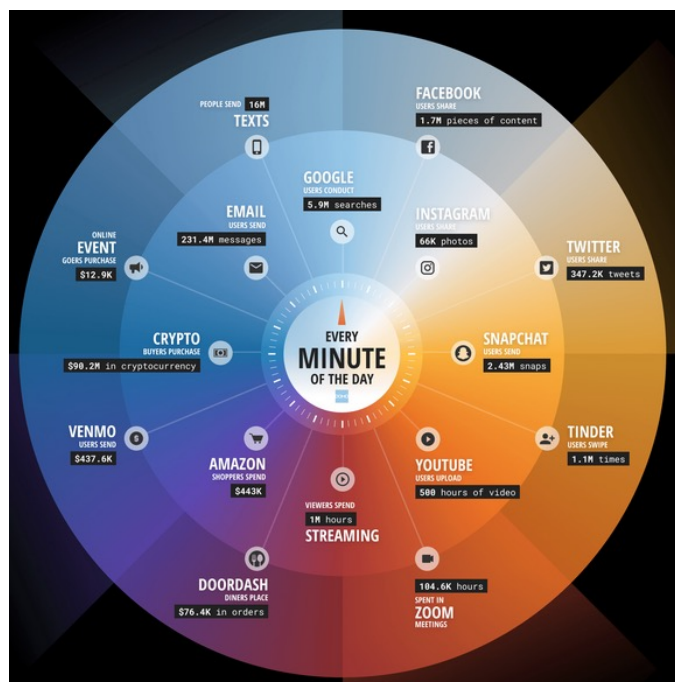 PEOPLE SEND 16M
TEXTS
FACEBOOK
USERS SHARE
1.7M pieces of content
GOOGLE
USERS CONDUCT
5.9M searches
EMAIL
USERS SEND
231.4M messages
INSTAGRAM
USERS SHARE
66K photos
ONLINE
EVENT
GOERS PURCHASE
$12.9K
TWITTER
USERS SHARE
347.2K tweets
CRYPTO
BUYERS PURCHASE
$90.2M in cryptocurrency
EVERY
MINUTE
OF THE DAY
DOMO
SNAPCHAT
USERS SEND
2.43M snaps
VENMO
USERS SEND
$437.6K
AMAZON
SHOPPERS SPEND
$443K
YOUTUBE
USERS UPLOAD
500 hours of video
TINDER
USERS SWIPE
1.1M times
VIEWERS SPEND
1M hours
STREAMING
DOORDASH
DINERS PLACE
$76.4K in orders
104.6K hours
SPENT IN
ZOOM
MEETINGS